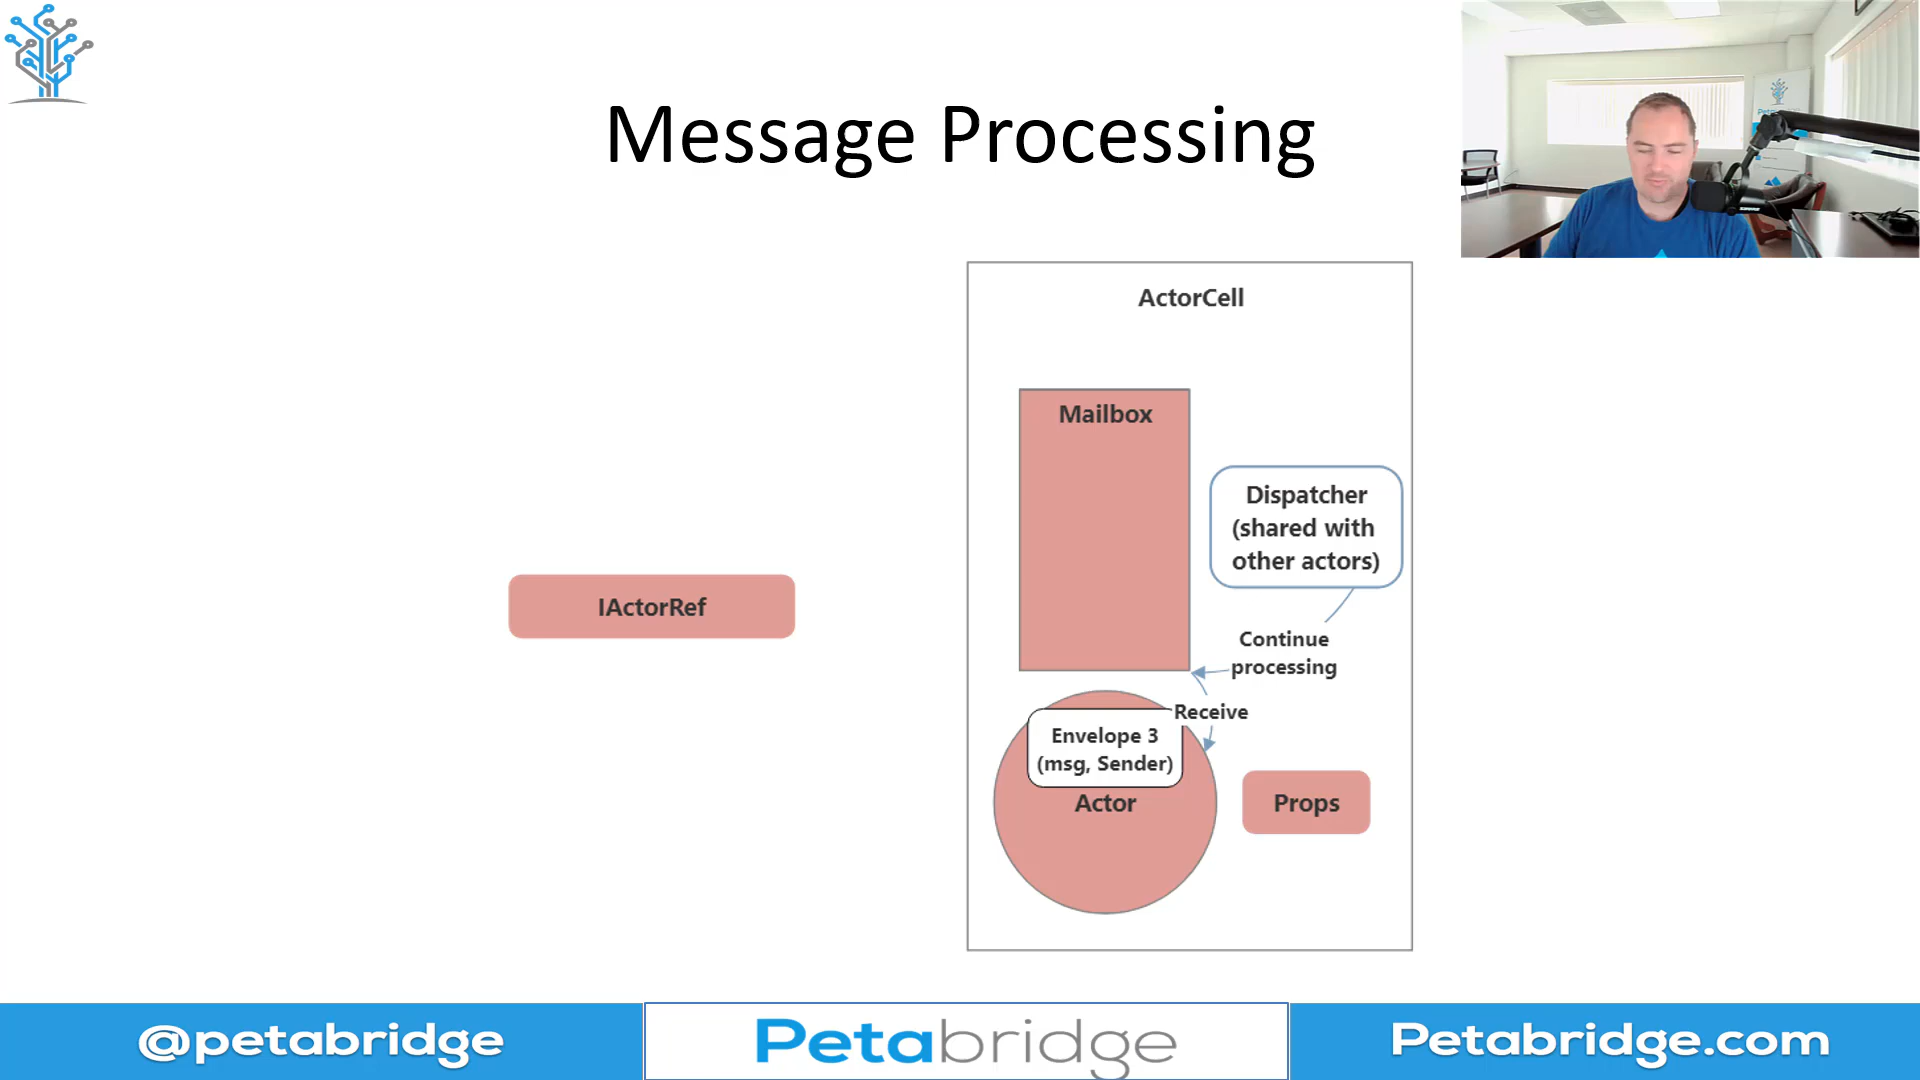 Message Processing
ActorCell
Mailbox
Dispatcher
(shared with
other actors)
IActorRef
Continue
processing
Receive
Envelope 3
(msg, Sender)
Actor
Props
@petabridge
Petabridge
Petabridge.com